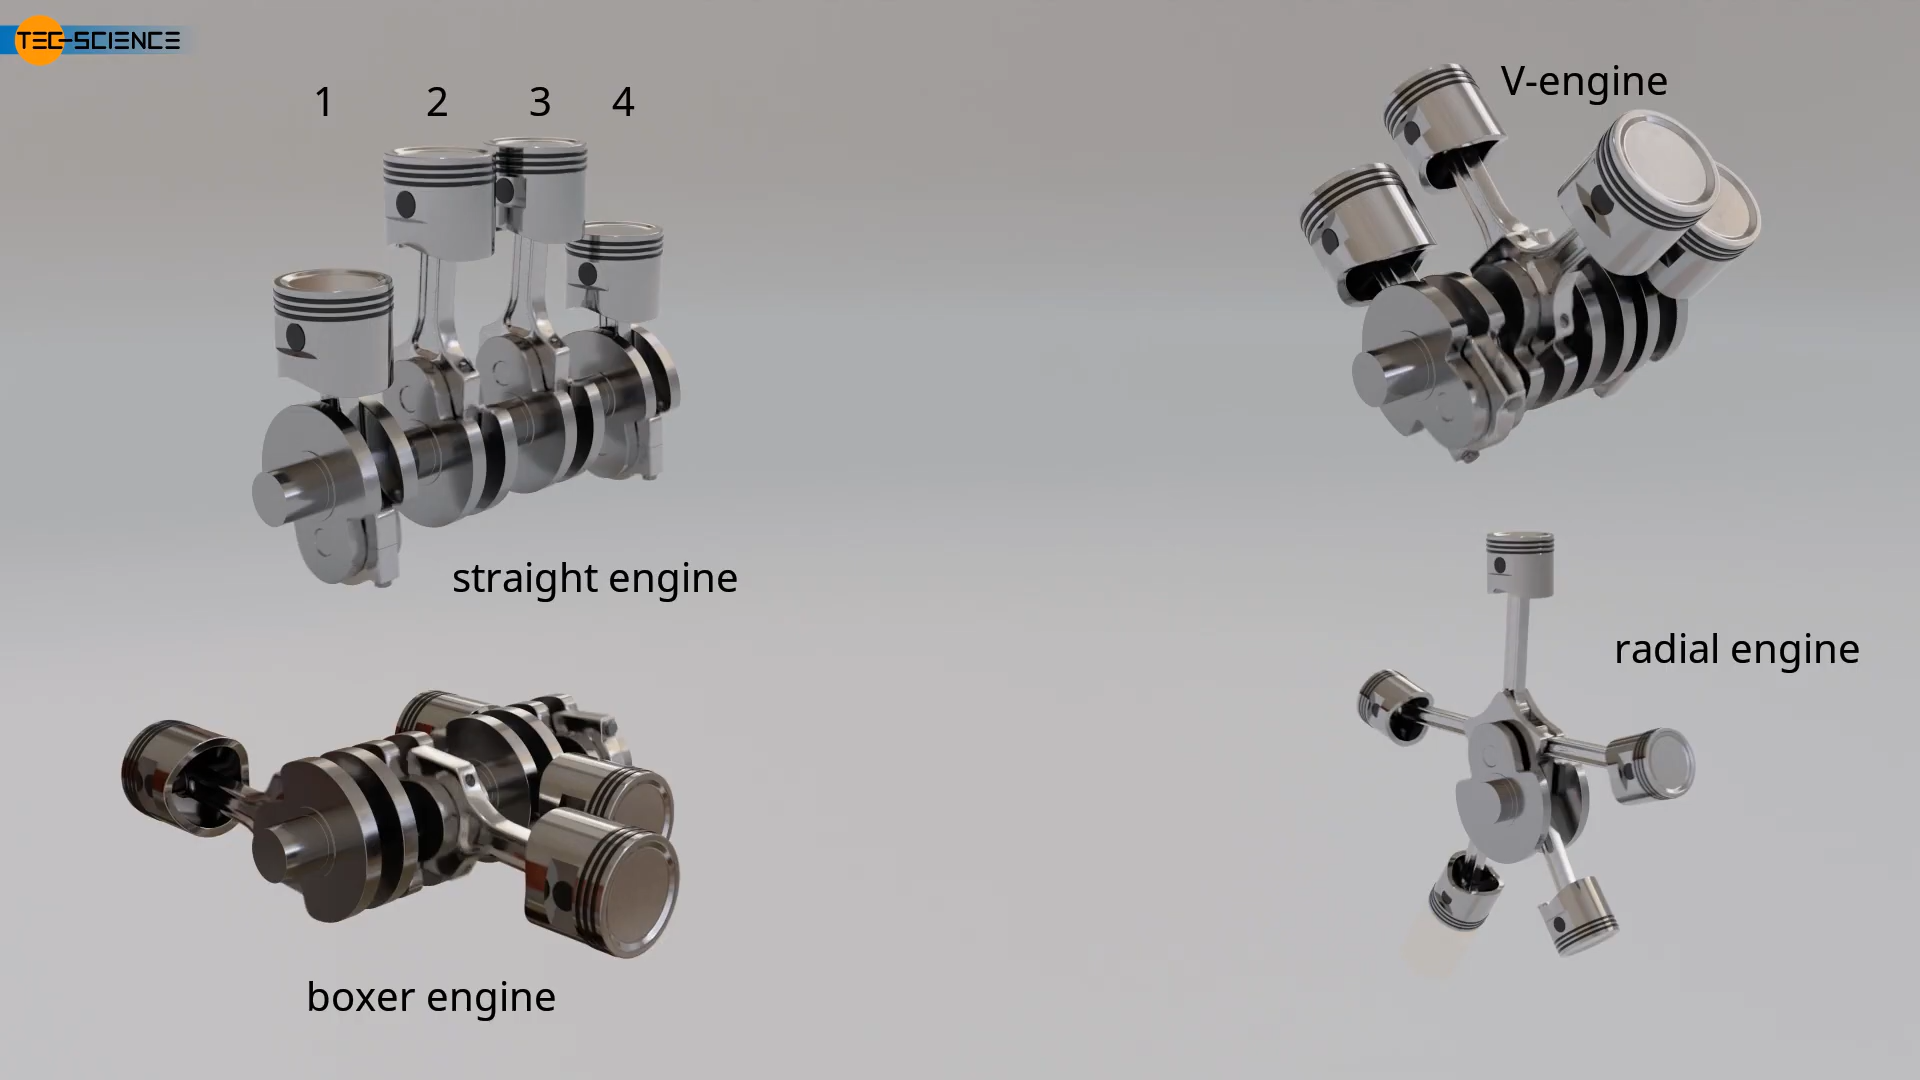 TEC-SCIENCE
1 2 3 4
V-engine
straight engine
radial engine
boxer engine